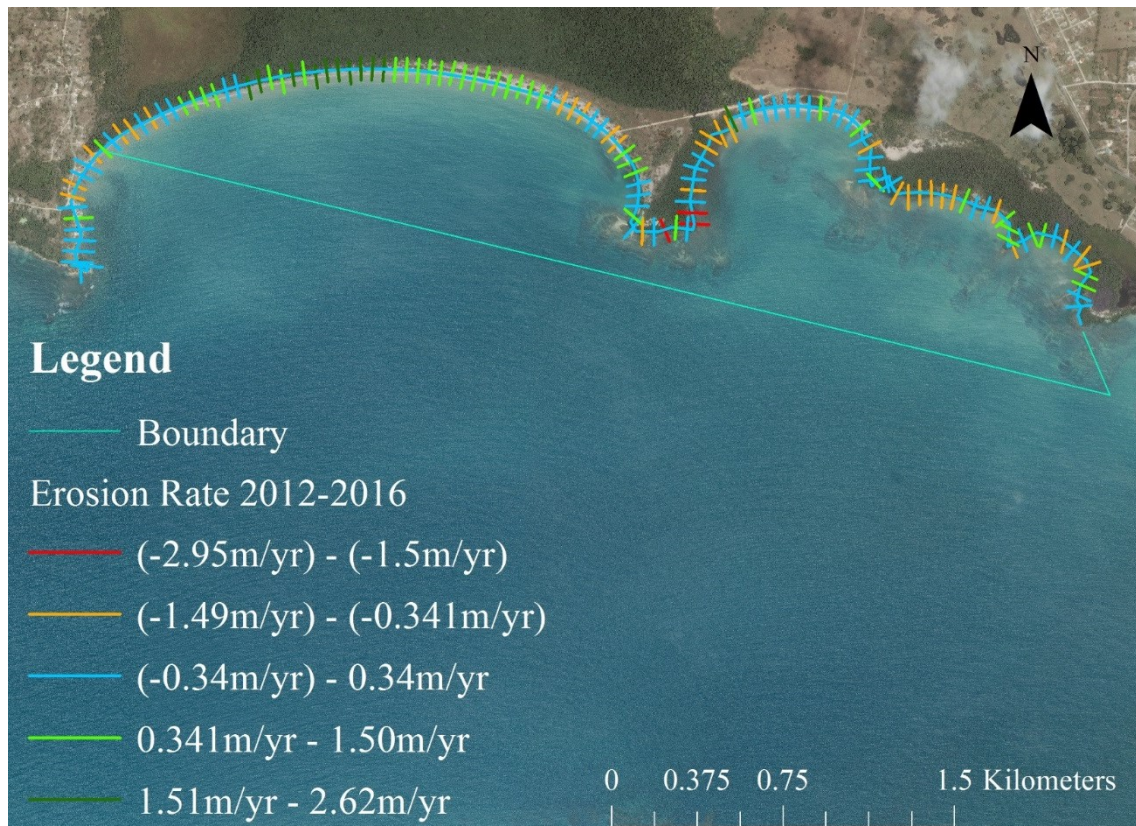 N
Legend
Boundary
Erosion Rate 2012-2016
(-2.95m/yr) - (-1.5m/yr)
(-1.49m/yr) - (-0.341m/yr)
(-0.34m/yr) - 0.34m/yr
0.341m/yr - 1.50m/yr
1.51m/yr - 2.62m/yr
0 0.375 0.75 1.5 Kilometers